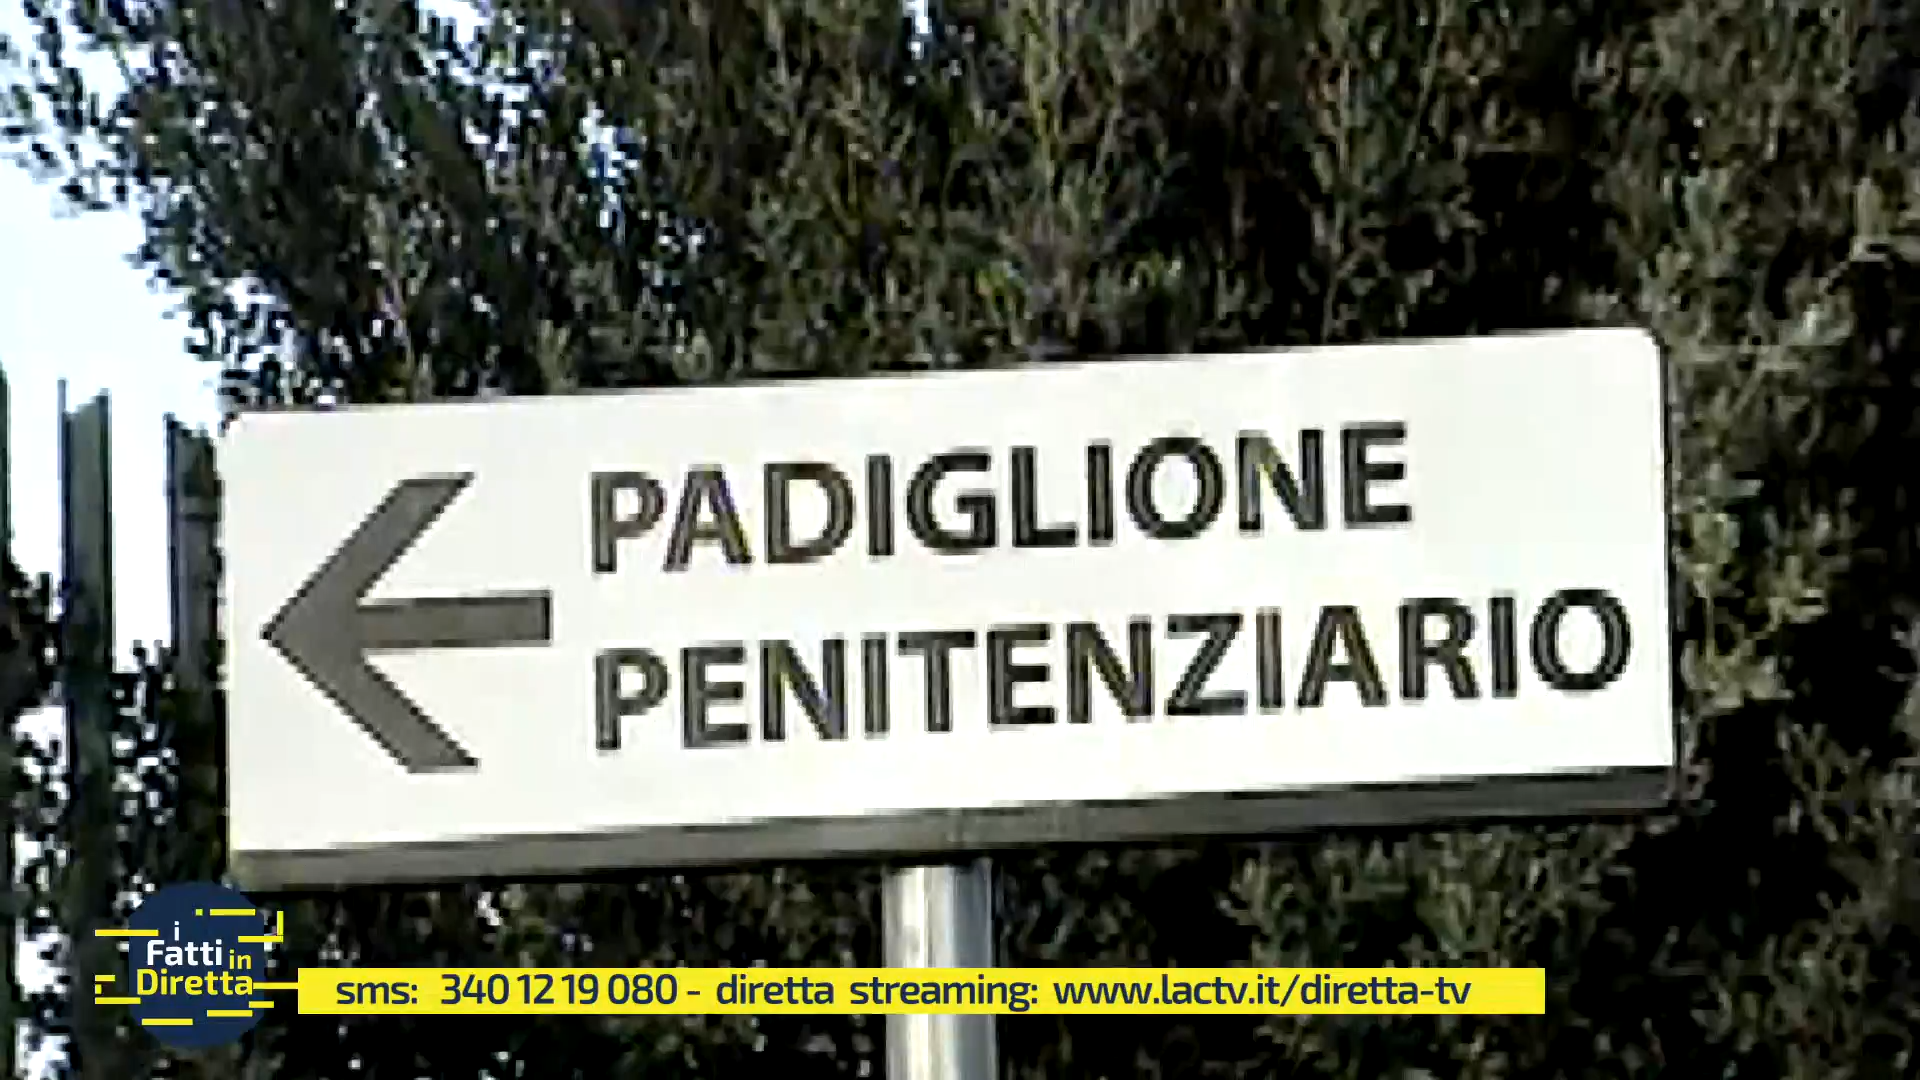 PADIGLIONE
PENITENZIARIO
i
Fatti in
Diretta
sms: 340 12 19 080 - diretta streaming: www.lactv.it/diretta-tv